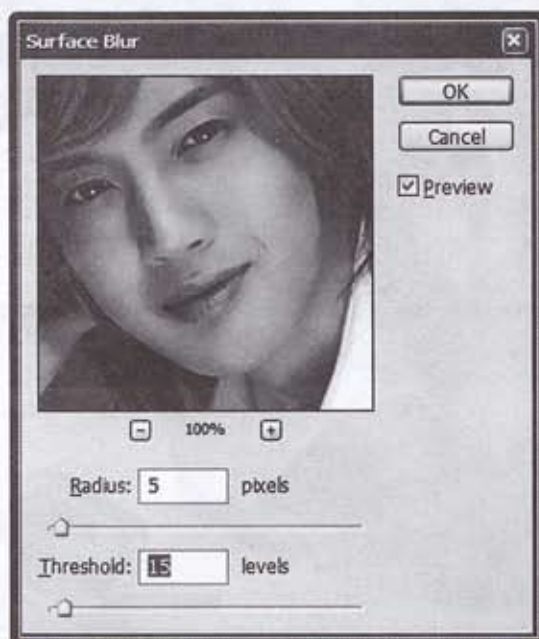 Surface Blur
OK
Cancel
Preview
100%
Radius: 5 pixels
Threshold: 15 levels